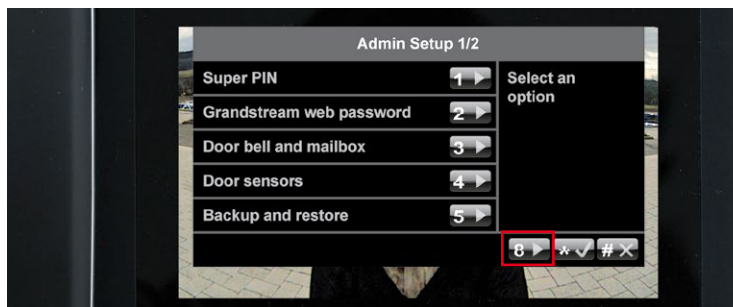 Admin Setup 1/2
Super PIN 1
Grandstream web password 2
Door bell and mailbox 3
Door sensors 4
Backup and restore 5
Select an
option
8 * #